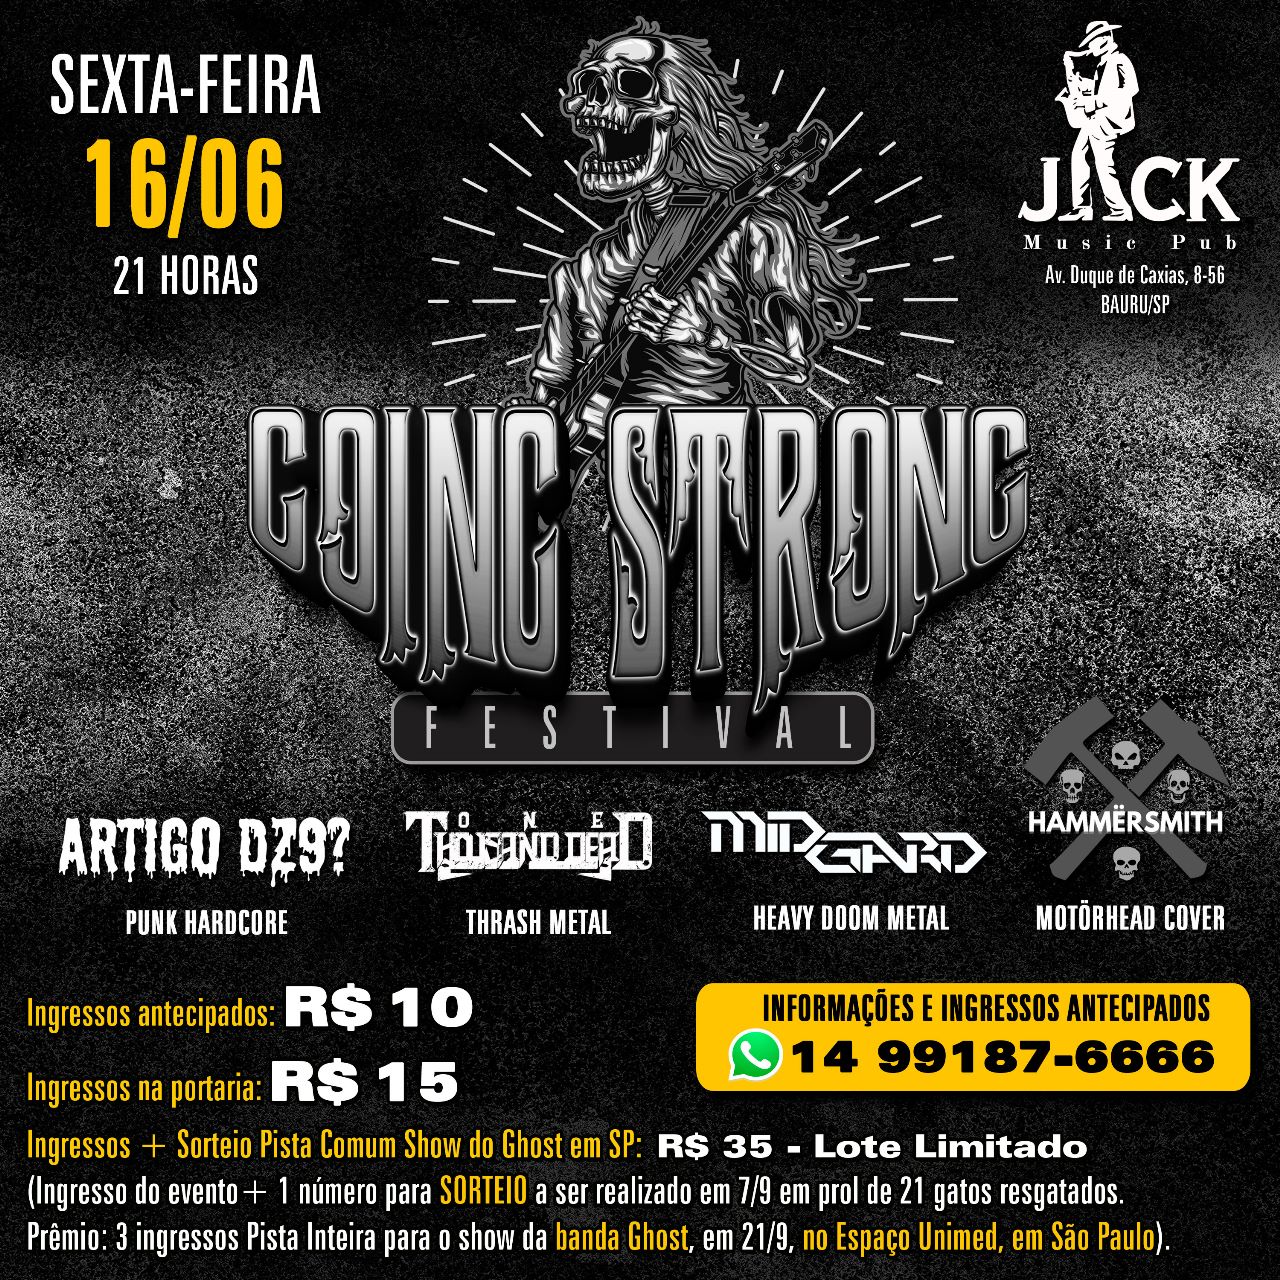 SEXTA-FEIRA
16/06
21 HORAS
JACK
Music Pub
Av. Duque de Caxias, 8-56
BAURU/SP
GOING STRONG
FESTIVAL
ARTIGO DZ9?
PUNK HARDCORE
ONE
THOUSAND DEAD
THRASH METAL
MIDGARD
HEAVY DOOM METAL
HAMMËRSMITH
MOTÖRHEAD COVER
Ingressos antecipados: R$ 10
Ingressos na portaria: R$ 15
INFORMAÇÕES E INGRESSOS ANTECIPADOS
14 99187-6666
Ingressos + Sorteio Pista Comum Show do Ghost em SP: R$ 35 - Lote Limitado
(Ingresso do evento+ 1 número para SORTEIO a ser realizado em 7/9 em prol de 21 gatos resgatados.
Prêmio: 3 ingressos Pista Inteira para o show da banda Ghost, em 21/9, no Espaço Unimed, em São Paulo).